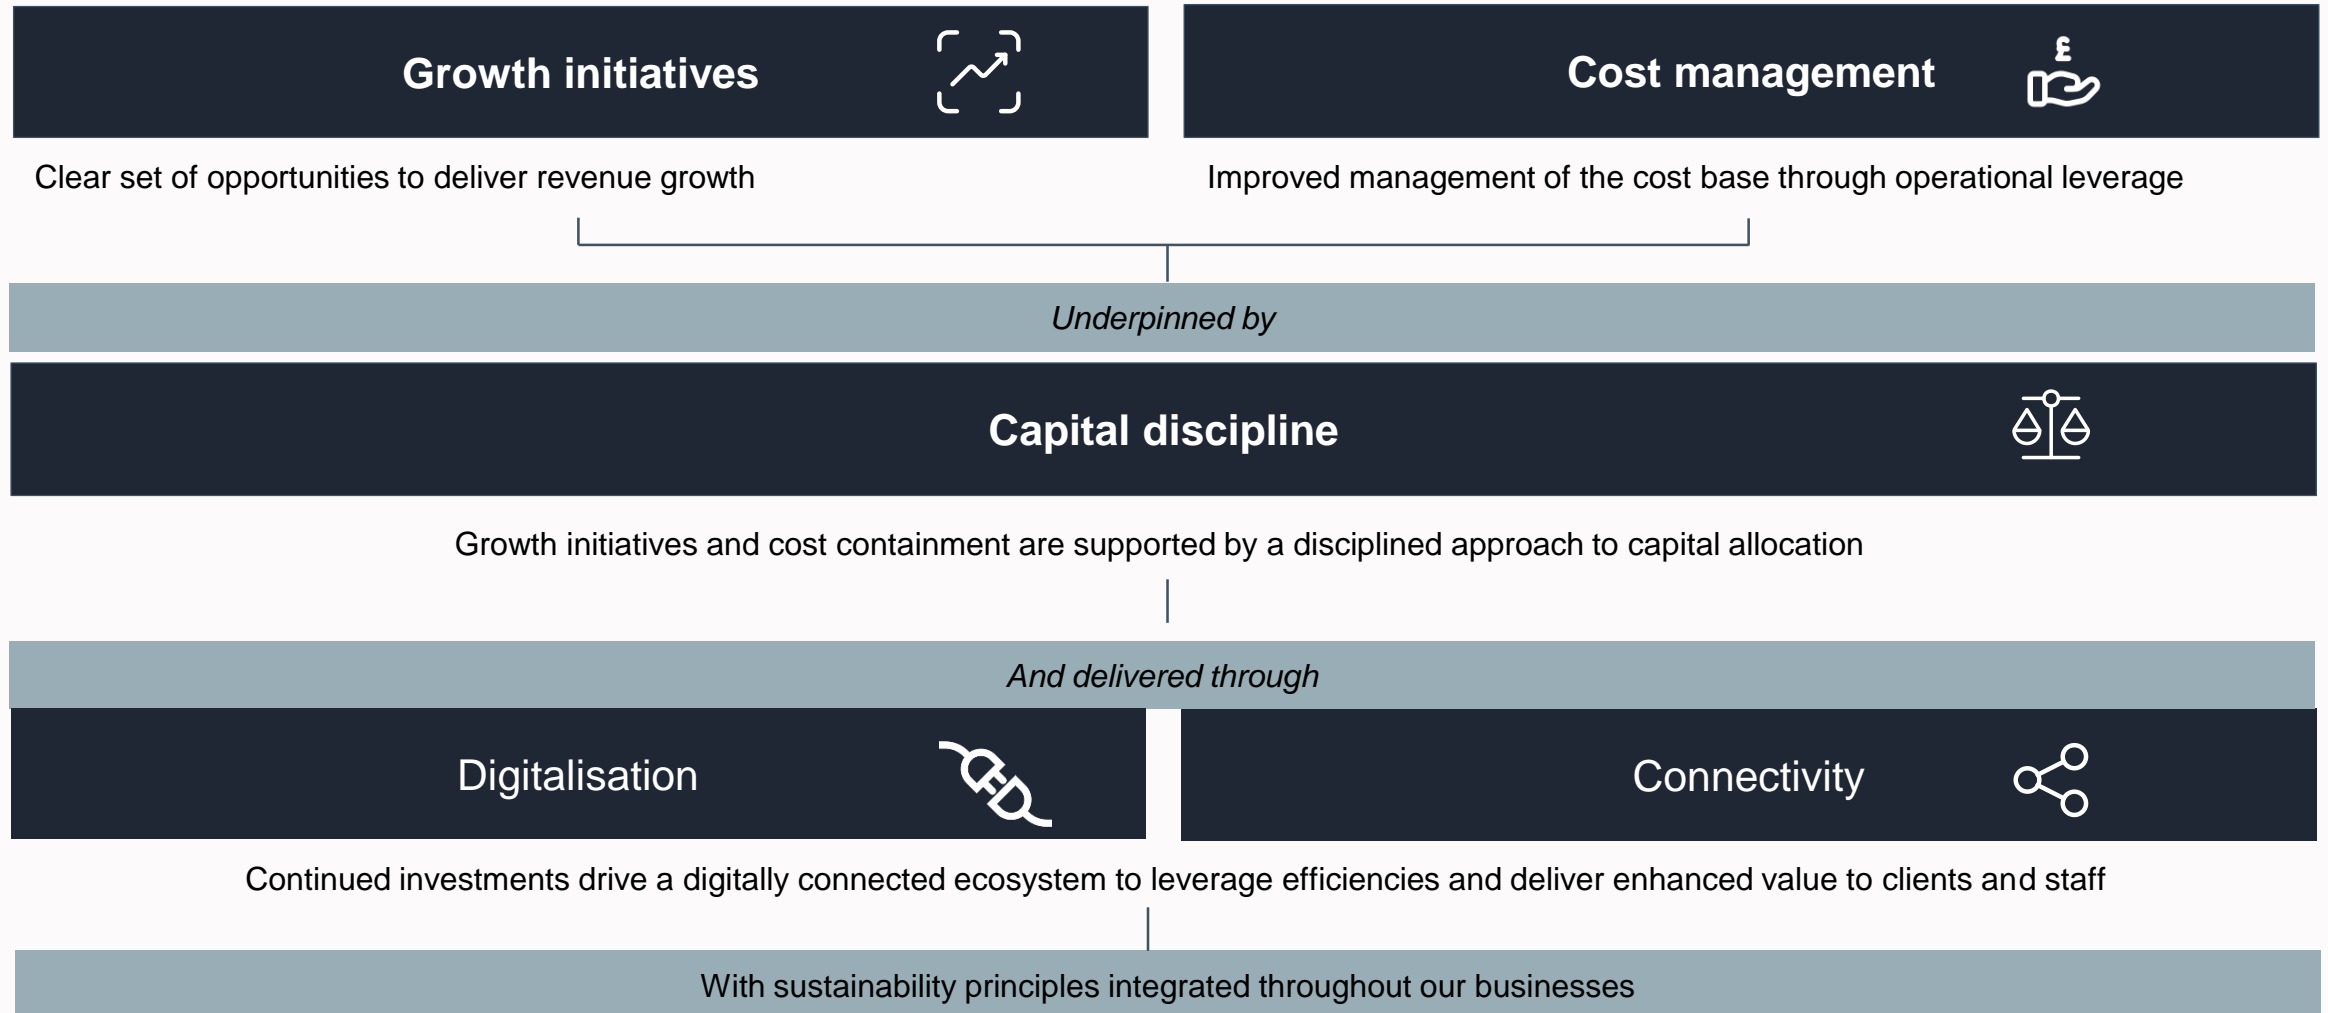 Growth initiatives
Cost management
£
Clear set of opportunities to deliver revenue growth
Improved management of the cost base through operational leverage
Underpinned by
Capital discipline
Growth initiatives and cost containment are supported by a disciplined approach to capital allocation
And delivered through
Digitalisation
Connectivity
Continued investments drive a digitally connected ecosystem to leverage efficiencies and deliver enhanced value to clients and staff
With sustainability principles integrated throughout our businesses